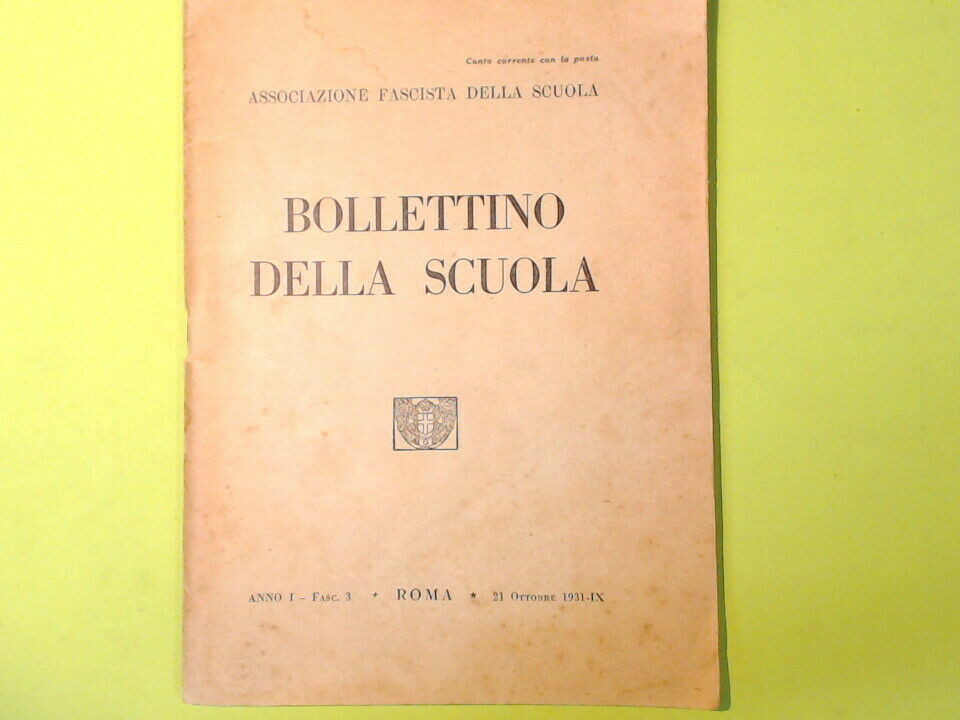 Conto corrente con la posta
ASSOCIAZIONE FASCISTA DELLA SCUOLA
BOLLETTINO
DELLA SCUOLA
ANNO I - FASC. 3 ★ ROMA ★ 21 OTTOBRE 1931-IX